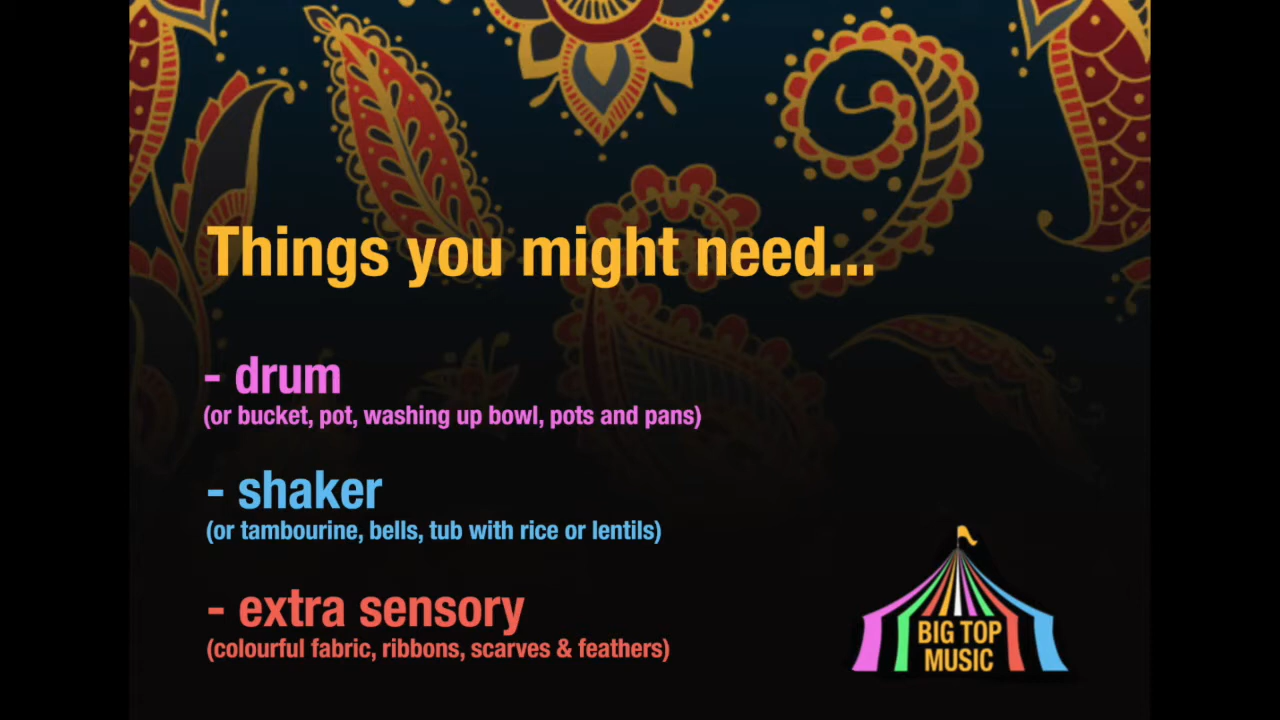 Things you might need...
- drum
(or bucket, pot, washing up bowl, pots and pans)
- shaker
(or tambourine, bells, tub with rice or lentils)
- extra sensory
(colourful fabric, ribbons, scarves & feathers)
BIG TOP
MUSIC